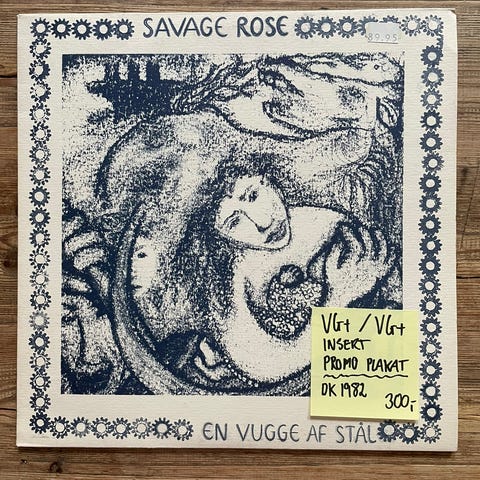 SAVAGE ROSE
89.95
EN VUGGE AF STÅL
VG+ / VG+
INSERT
PROMO PLAKAT
DK 1982
300,-